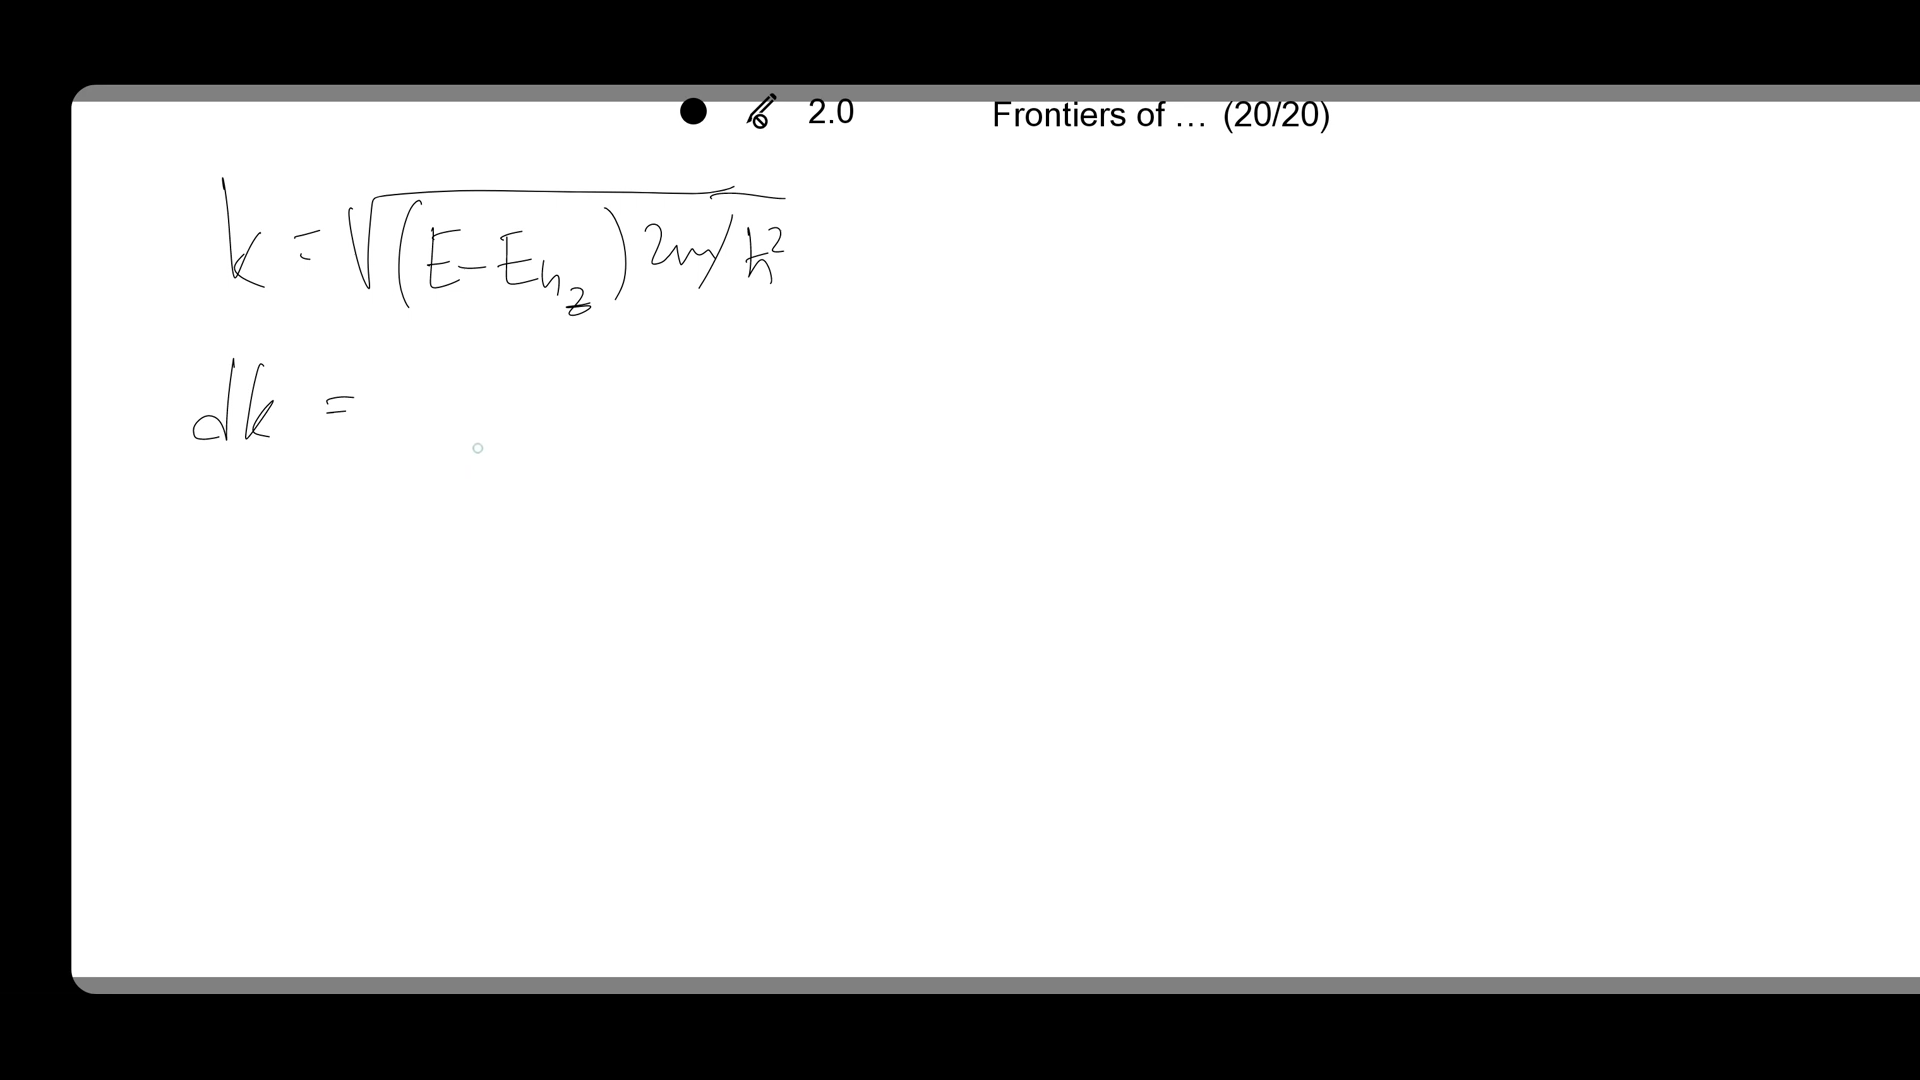 2.0 Frontiers of … (20/20)
k = √((E-E_{n_z}) 2m/ħ²)
dk =